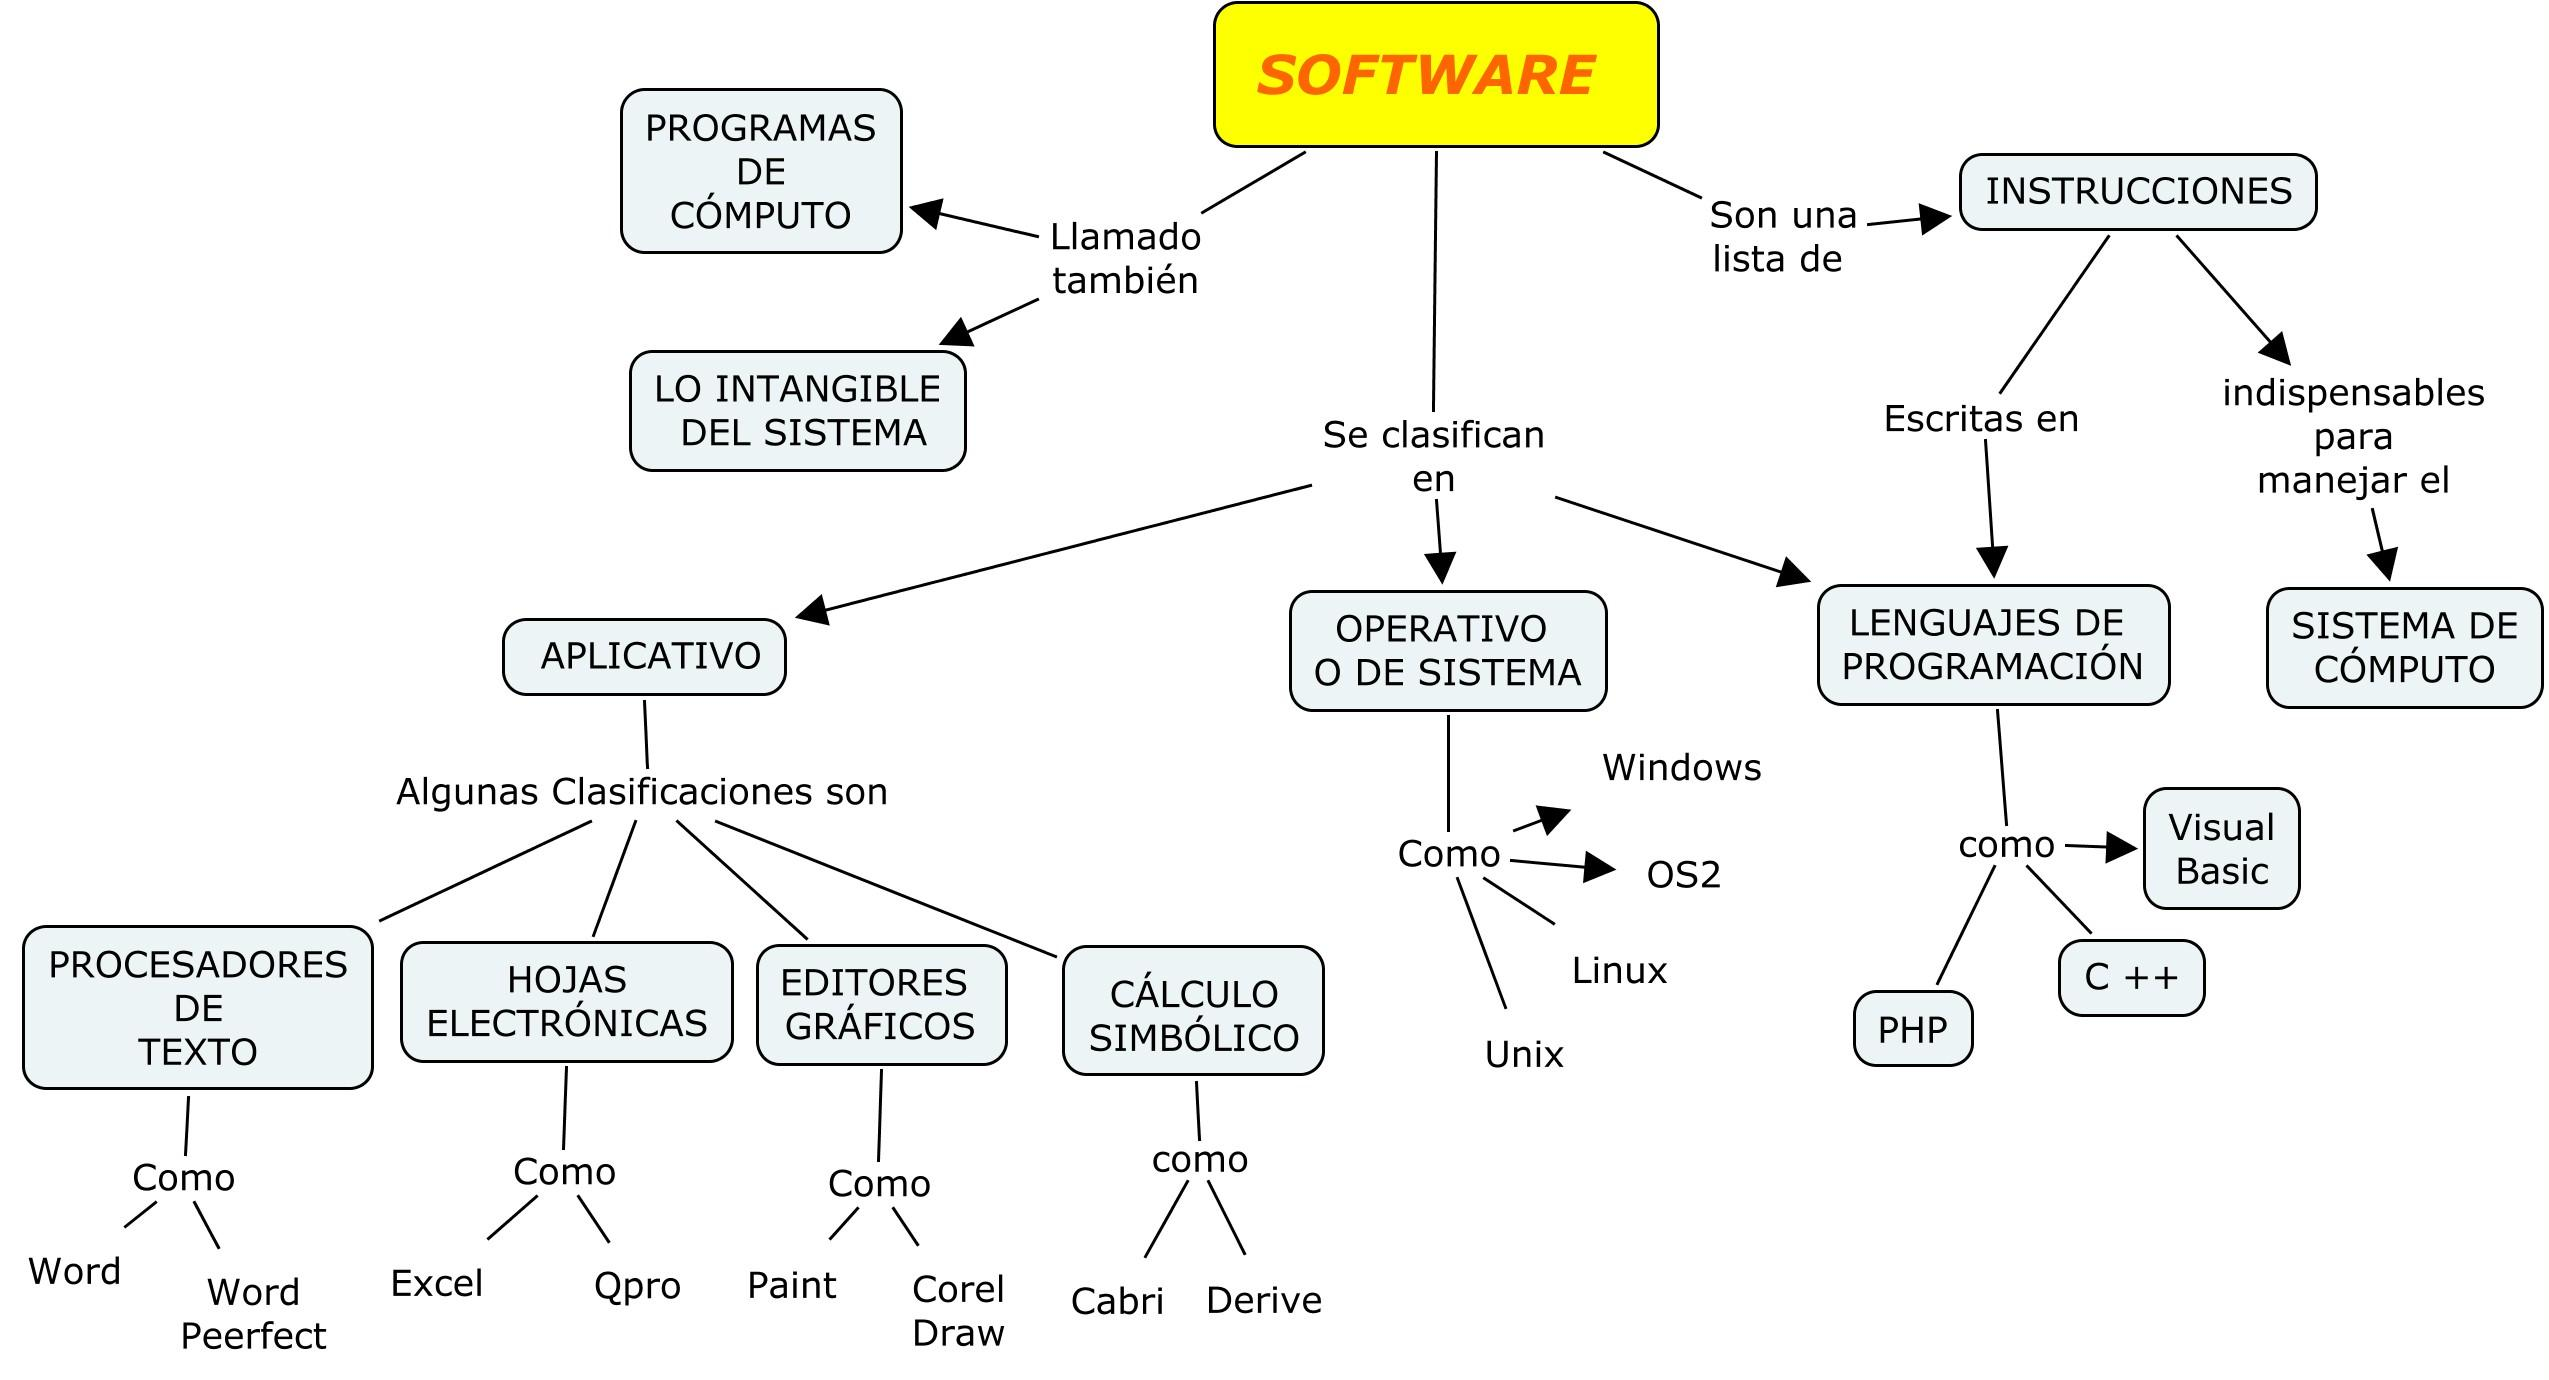 SOFTWARE
PROGRAMAS
DE
CÓMPUTO
Llamado
también
LO INTANGIBLE
DEL SISTEMA
Son una
lista de
INSTRUCCIONES
Escritas en
indispensables
para
manejar el
Se clasifican
en
APLICATIVO
OPERATIVO
O DE SISTEMA
LENGUAJES DE
PROGRAMACIÓN
SISTEMA DE
CÓMPUTO
Algunas Clasificaciones son
Como
Windows
OS2
Linux
Unix
como
Visual
Basic
C ++
PHP
PROCESADORES
DE
TEXTO
HOJAS
ELECTRÓNICAS
EDITORES
GRÁFICOS
CÁLCULO
SIMBÓLICO
Como
Word
Word
Peerfect
Como
Excel
Qpro
Como
Paint
Corel
Draw
como
Cabri
Derive